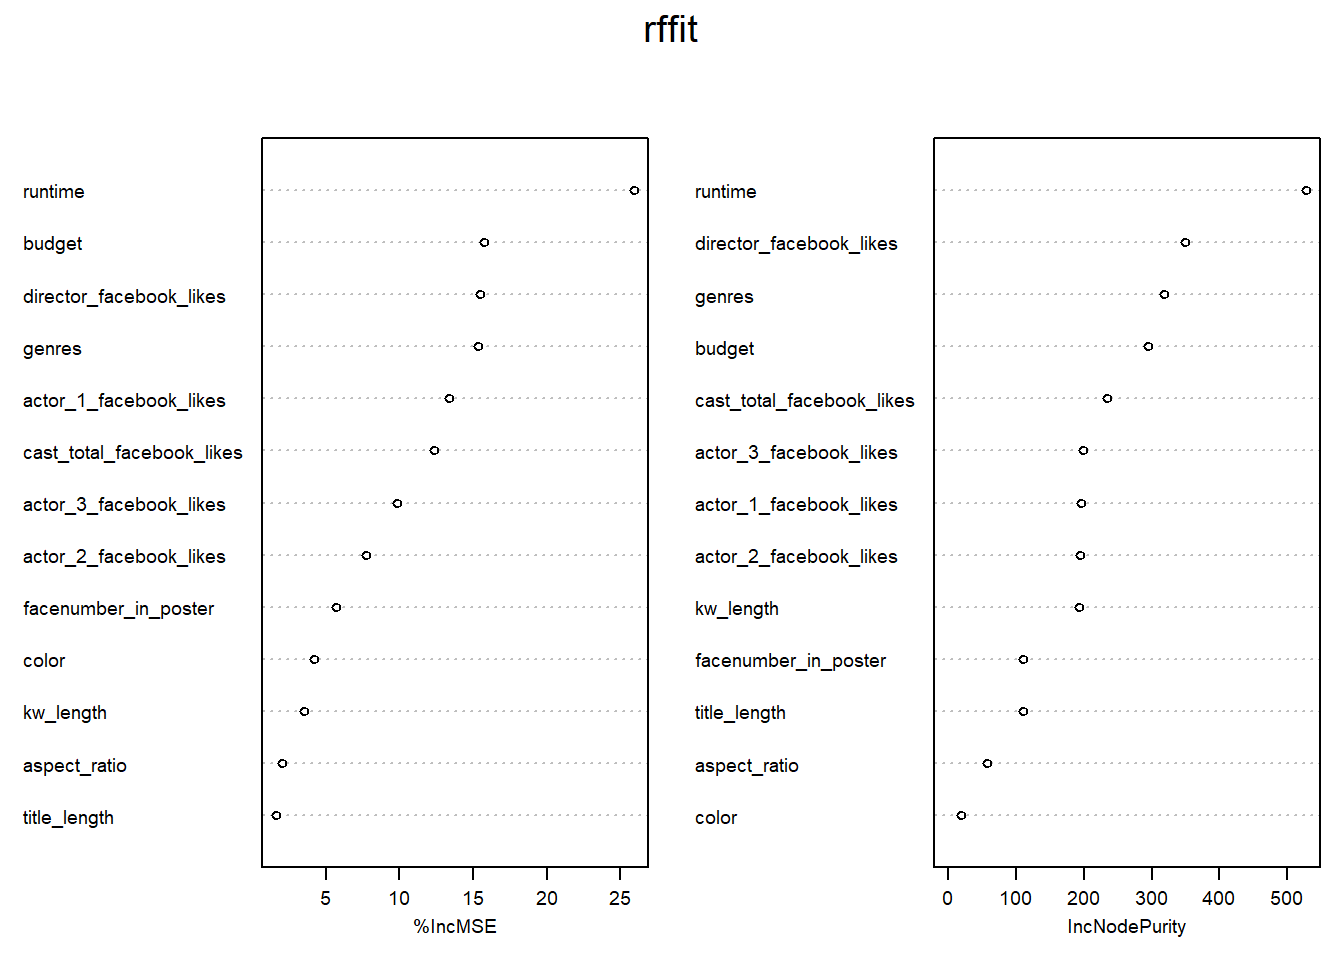 rffit
runtime
budget
director_facebook_likes
genres
actor_1_facebook_likes
cast_total_facebook_likes
actor_3_facebook_likes
actor_2_facebook_likes
facenumber_in_poster
color
kw_length
aspect_ratio
title_length
5 10 15 20 25
%IncMSE
runtime
director_facebook_likes
genres
budget
cast_total_facebook_likes
actor_3_facebook_likes
actor_1_facebook_likes
actor_2_facebook_likes
kw_length
facenumber_in_poster
title_length
aspect_ratio
color
0 100 200 300 400 500
IncNodePurity